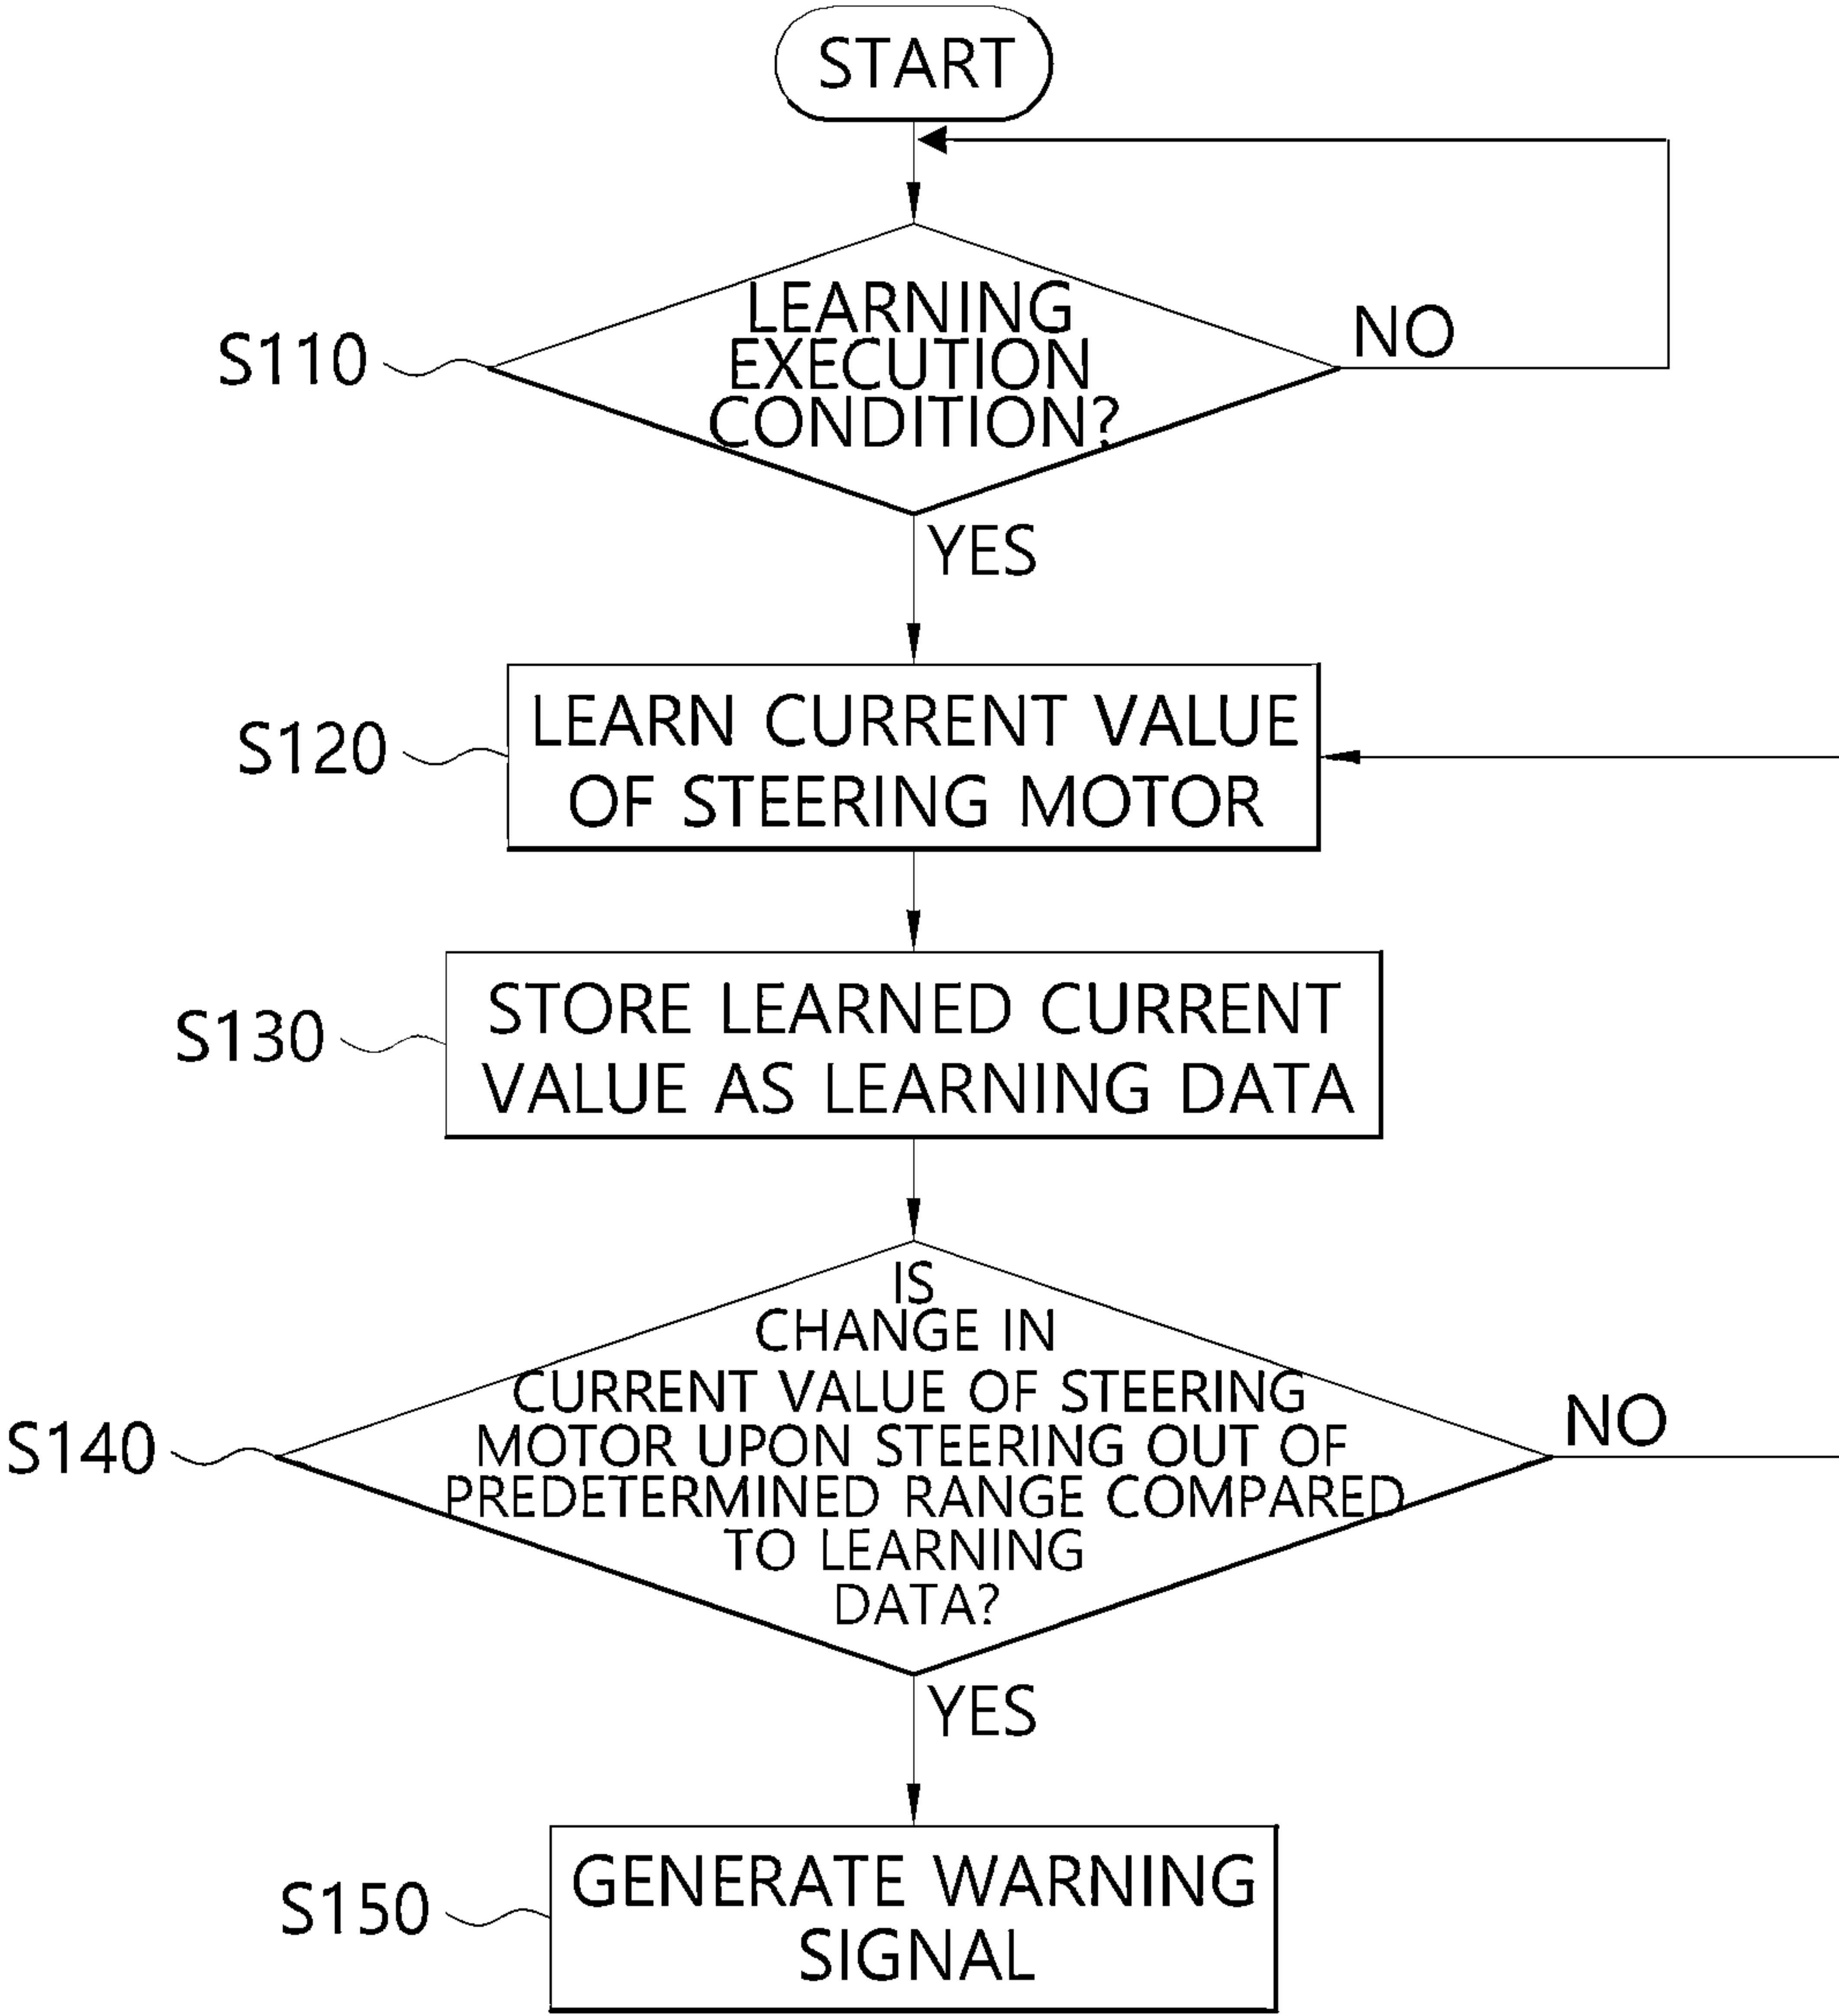 START
LEARNING
EXECUTION
CONDITION?
NO
S110
YES
LEARN CURRENT VALUE
OF STEERING MOTOR
S120
STORE LEARNED CURRENT
VALUE AS LEARNING DATA
S130
IS
CHANGE IN
CURRENT VALUE OF STEERING
MOTOR UPON STEERING OUT OF
PREDETERMINED RANGE COMPARED
TO LEARNING
DATA?
NO
S140
YES
GENERATE WARNING
SIGNAL
S150